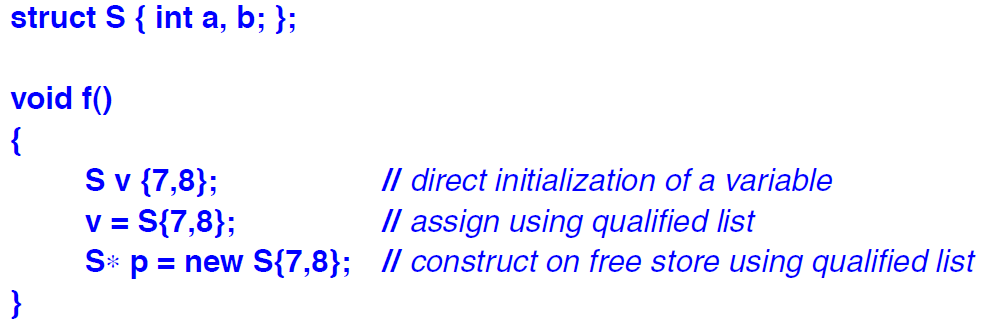 struct S { int a, b; };
void f()
{
S v {7,8}; // direct initialization of a variable
v = S{7,8}; // assign using qualified list
S* p = new S{7,8}; // construct on free store using qualified list
}